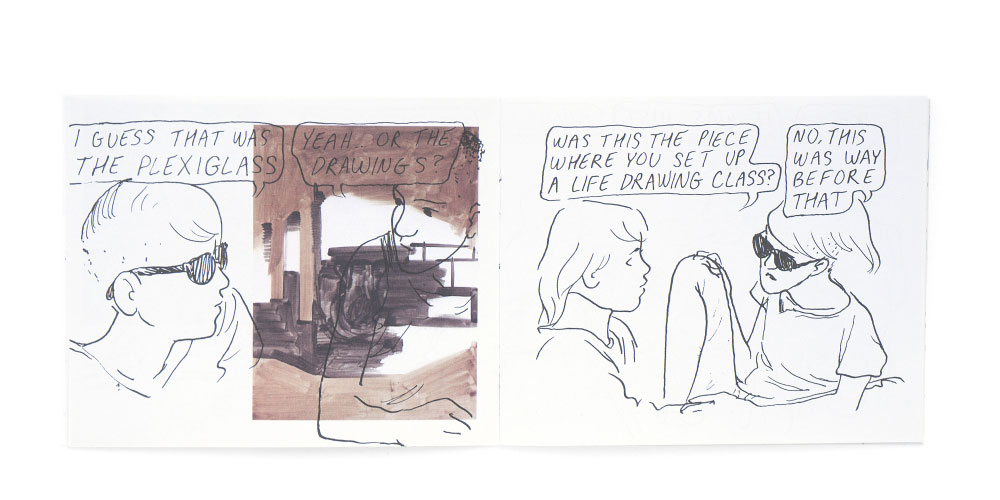 I GUESS THAT WAS
THE PLEXIGLASS
YEAH.. OR THE
DRAWINGS?
WAS THIS THE PIECE
WHERE YOU SET UP
A LIFE DRAWING CLASS?
NO, THIS
WAS WAY
BEFORE
THAT